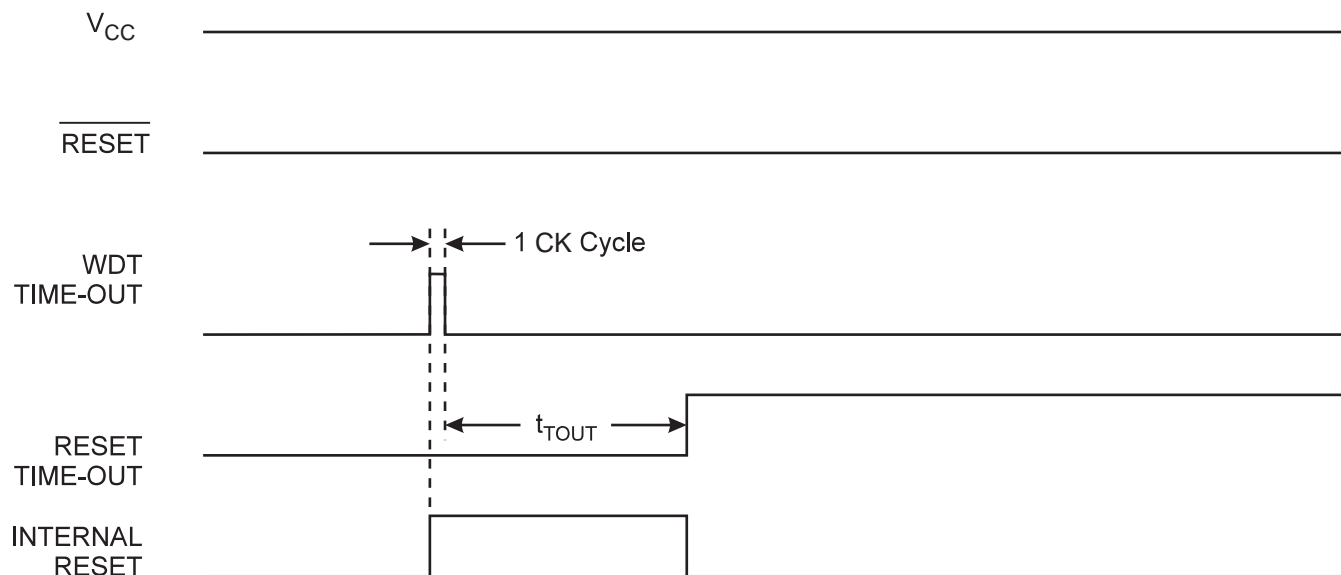 VCC
RESET
1 CK Cycle
WDT
TIME-OUT
tTOUT
RESET
TIME-OUT
INTERNAL
RESET